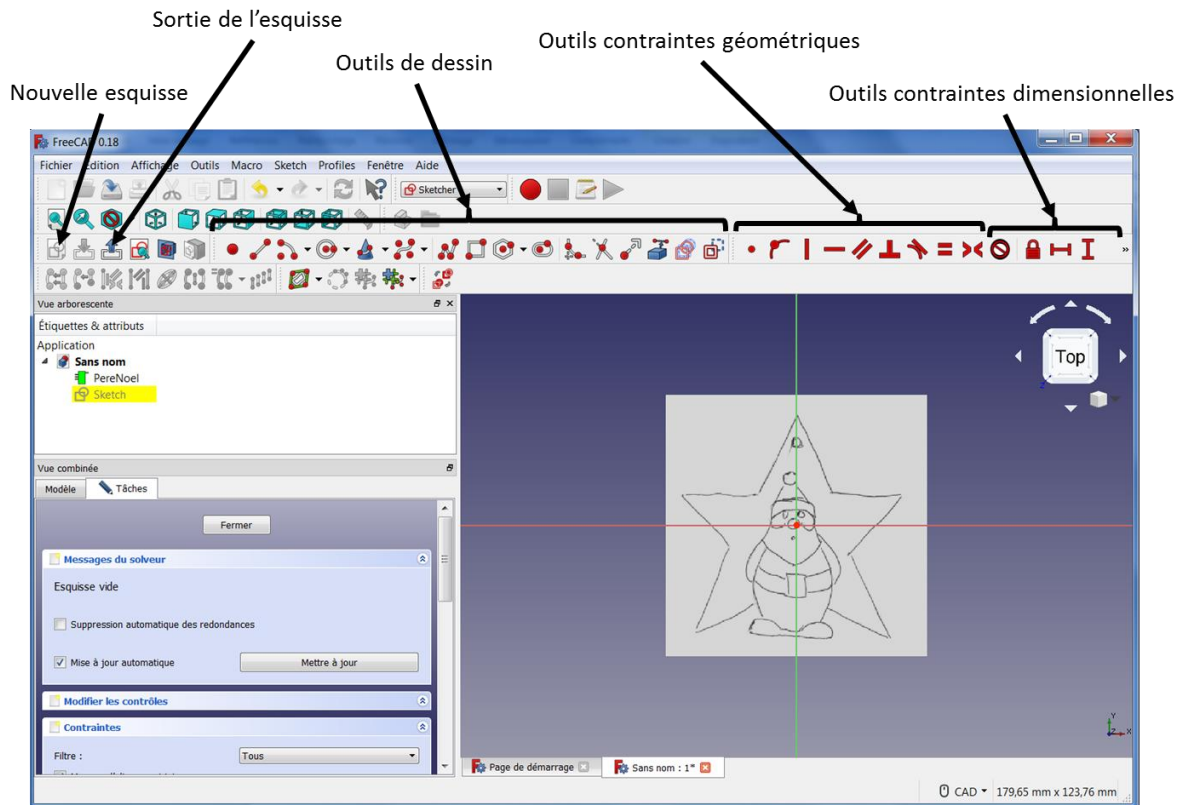 Sortie de l'esquisse
Outils contraintes géométriques
Outils de dessin
Nouvelle esquisse
Outils contraintes dimensionnelles
FreeCAD 0.18
Fichier Edition Affichage Outils Macro Sketch Profiles Fenêtre Aide
Sketcher
Vue arborescente
Étiquettes & attributs
Application
Sans nom
PereNoel
Sketch
Top
Z
Vue combinée
Modèle Tâches
Fermer
Messages du solveur
Esquisse vide
Suppression automatique des redondances
Mise à jour automatique Mettre à jour
Modifier les contrôles
Contraintes
Filtre : Tous
Y
Z X
Page de démarrage Sans nom : 1*
CAD 179,65 mm x 123,76 mm